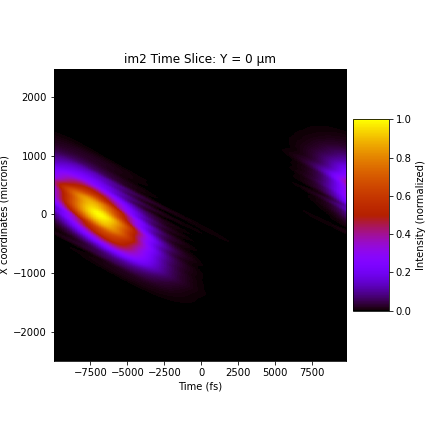 im2 Time Slice: Y = 0 μm
2000
1000
0
−1000
−2000
X coordinates (microns)
−7500 −5000 −2500 0 2500 5000 7500
Time (fs)
1.0
0.8
0.6
0.4
0.2
0.0
Intensity (normalized)